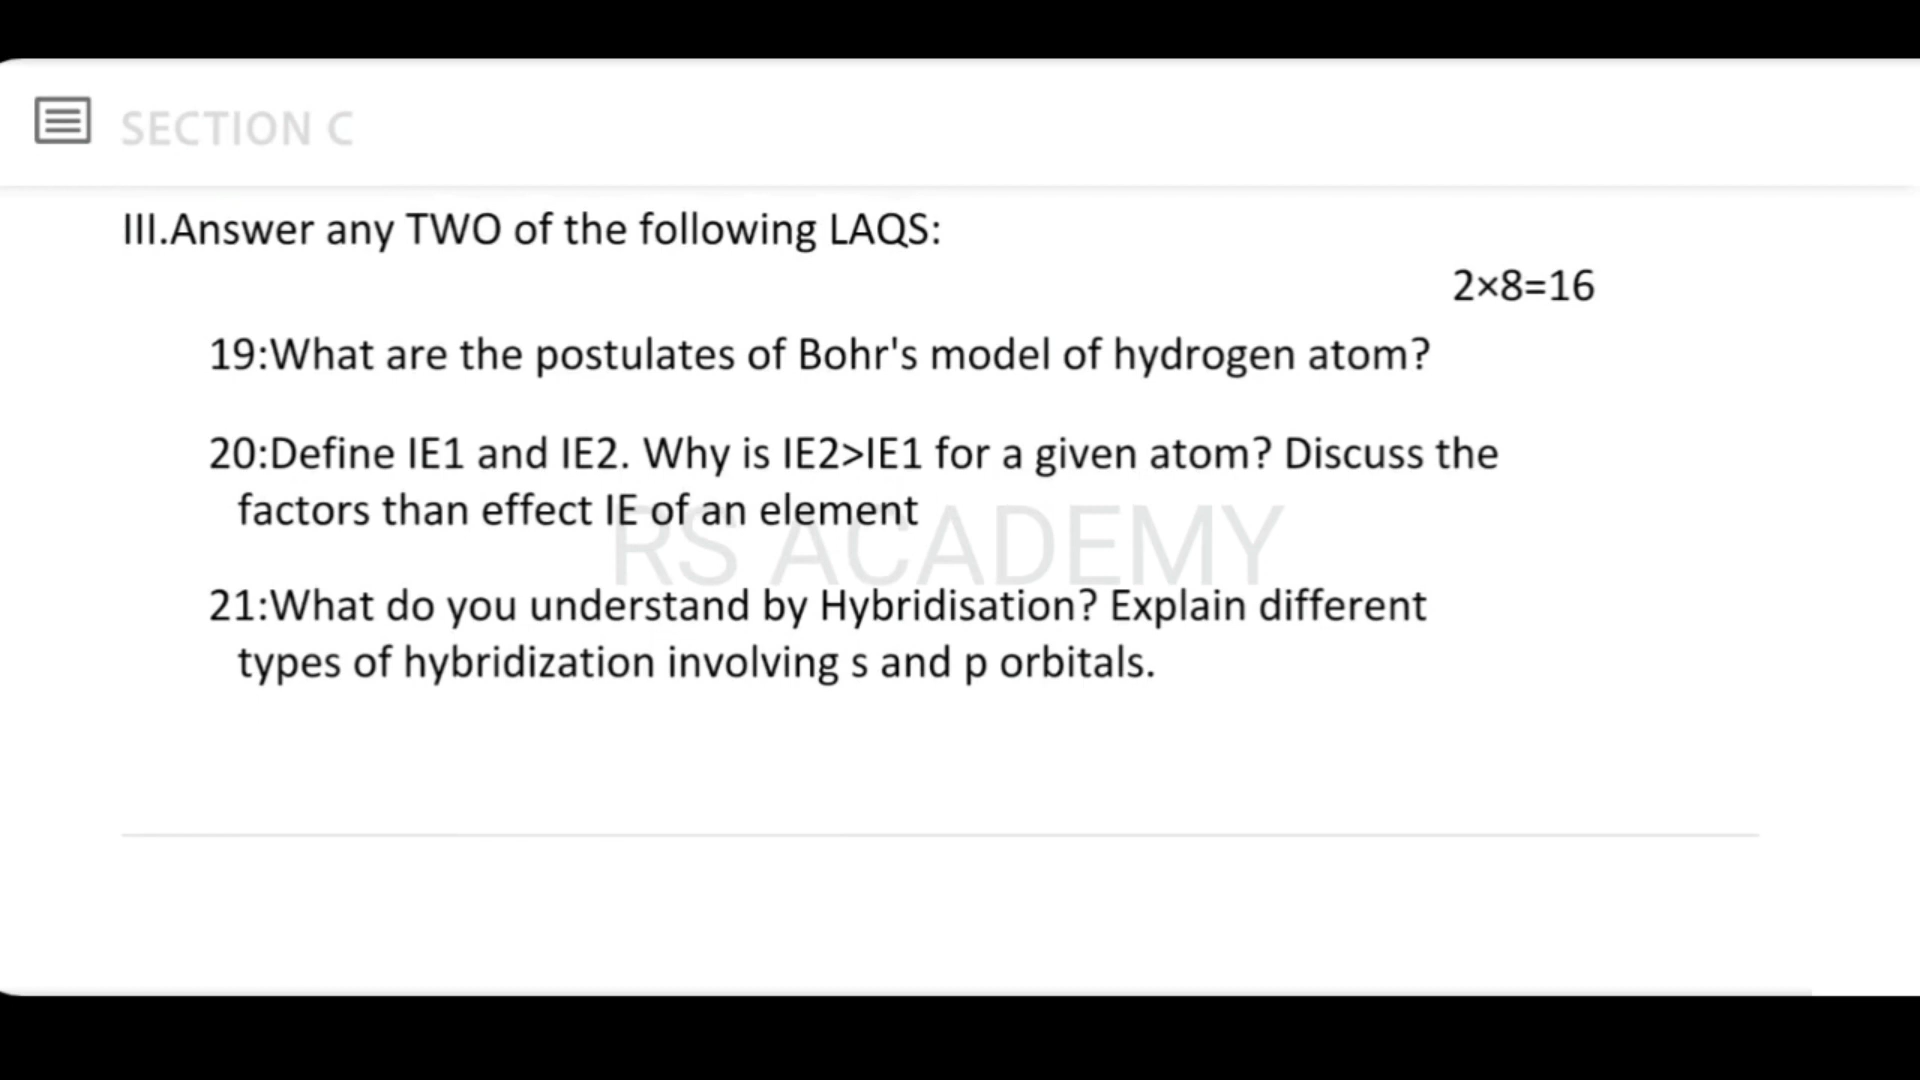 SECTION C
III.Answer any TWO of the following LAQS:
2×8=16
19:What are the postulates of Bohr's model of hydrogen atom?
20:Define IE1 and IE2. Why is IE2>IE1 for a given atom? Discuss the
factors than effect IE of an element
RS ACADEMY
21:What do you understand by Hybridisation? Explain different
types of hybridization involving s and p orbitals.